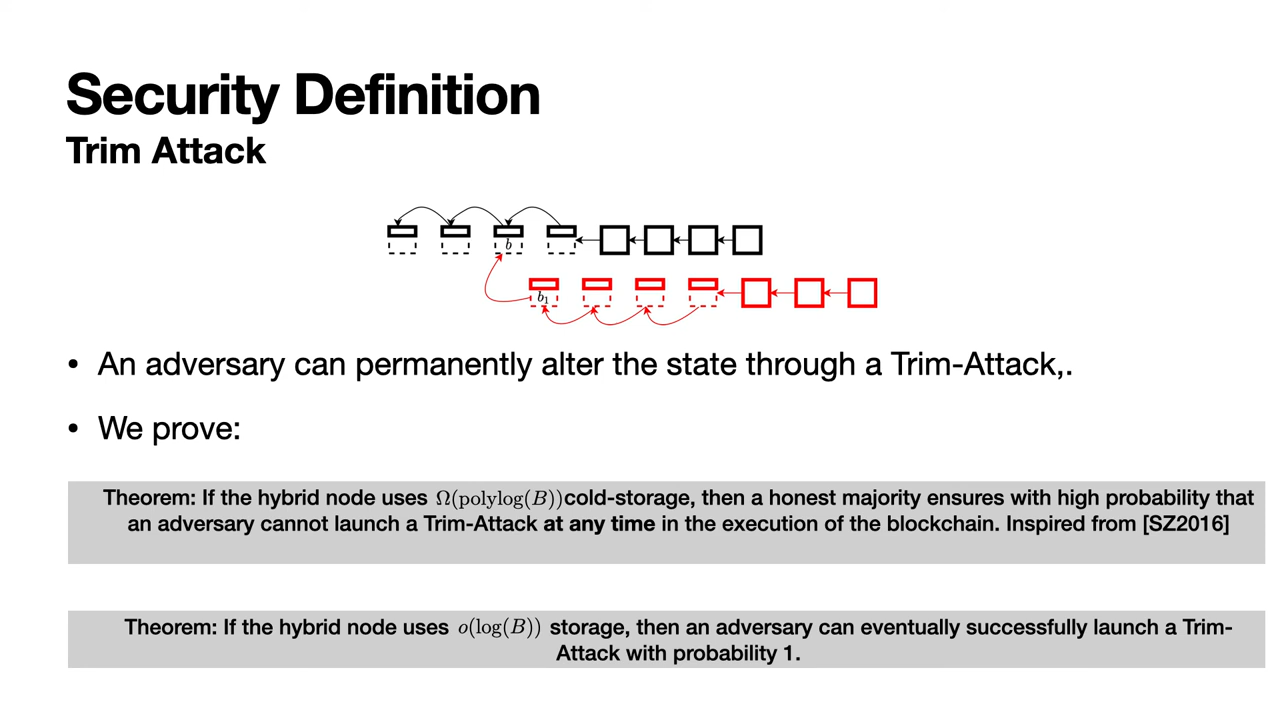 Security Definition
Trim Attack
b
b₁
• An adversary can permanently alter the state through a Trim-Attack,.
• We prove:
Theorem: If the hybrid node uses Ω(polylog(B))cold-storage, then a honest majority ensures with high probability that
an adversary cannot launch a Trim-Attack at any time in the execution of the blockchain. Inspired from [SZ2016]
Theorem: If the hybrid node uses o(log(B)) storage, then an adversary can eventually successfully launch a Trim-
Attack with probability 1.